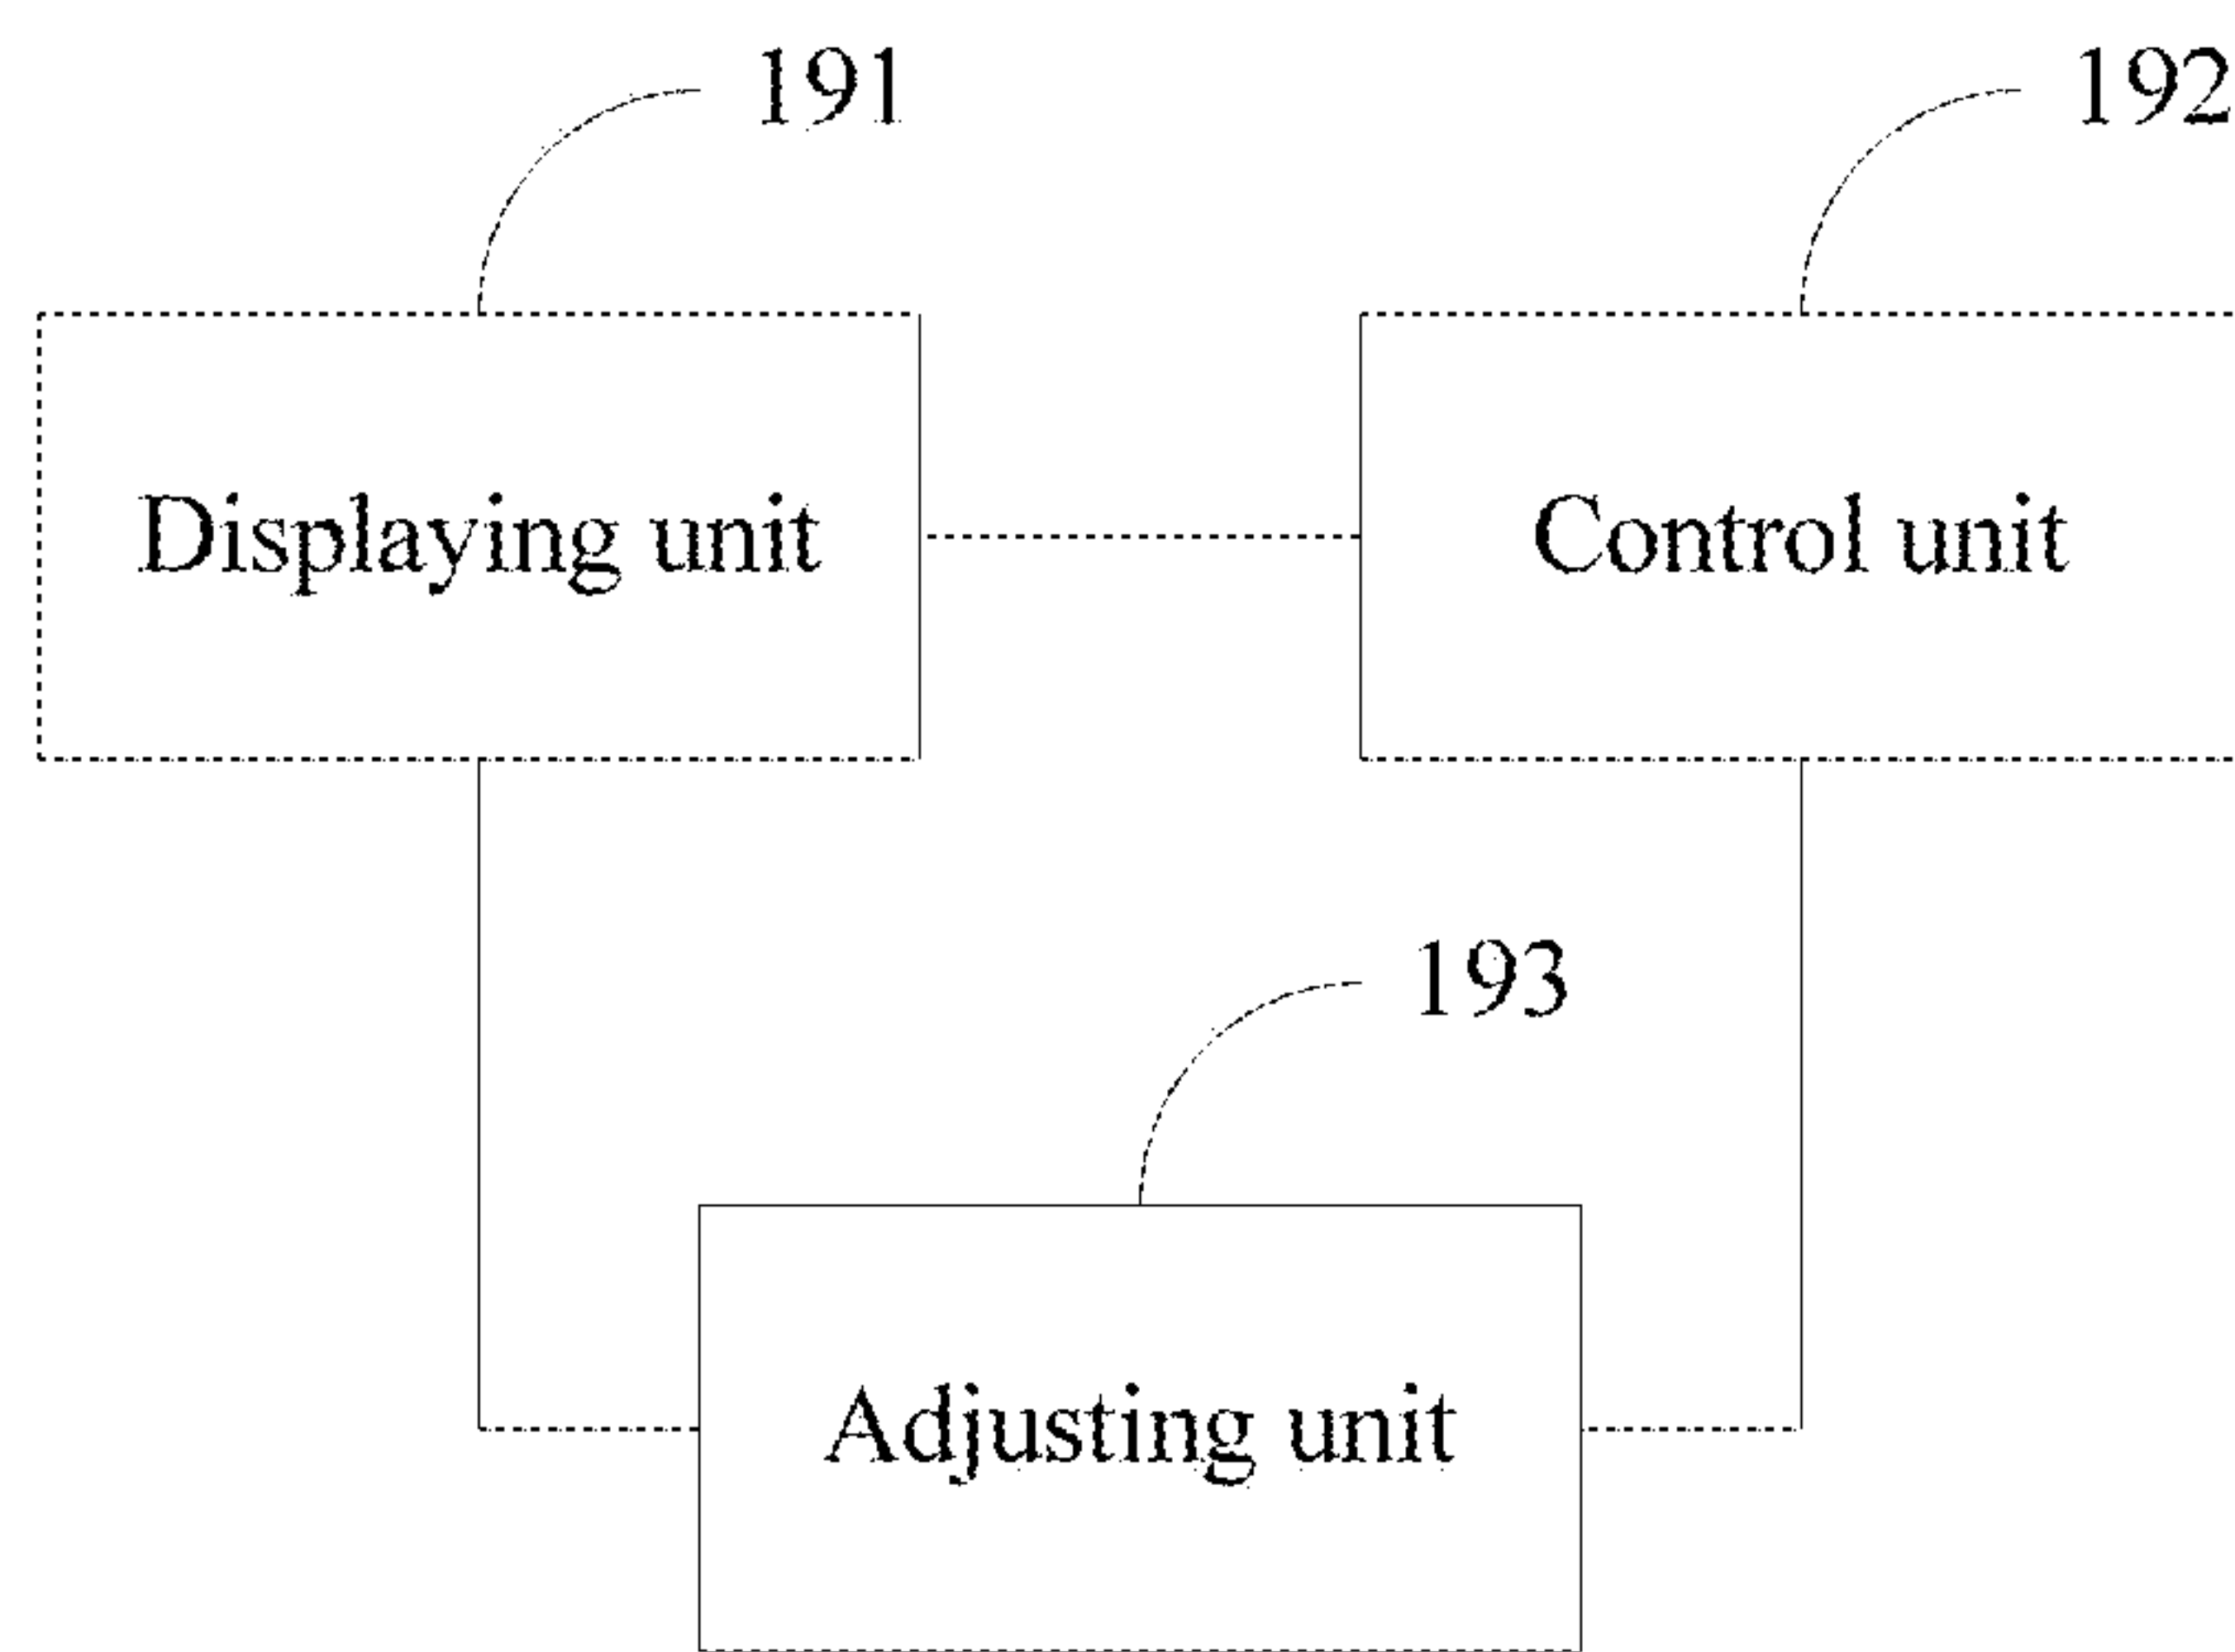 191
192
Displaying unit
Control unit
193
Adjusting unit